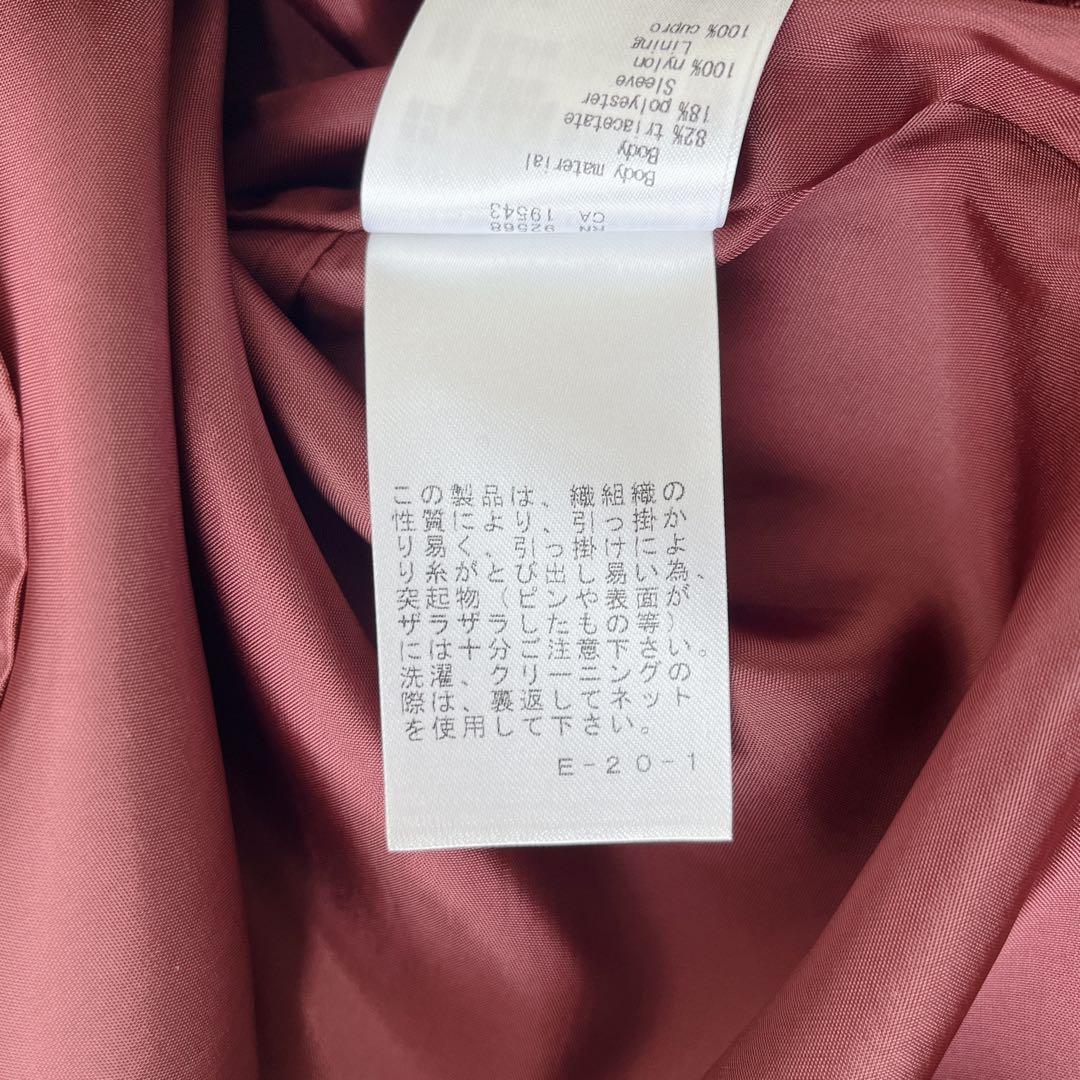 RN 92568
CA 19543
Body material
Body
82% triacetate
18% polyester
Sleeve
100% nylon
Lining
100% cupro
この製品は、織組織の
性質により、引っ掛か
り易く、引っ掛けによ
り糸がとび出し易い為、
突起物(ピンや表面が
ザラザラしたもの等)
には十分ご注意下さい。
洗濯、クリーニングの
際は、裏返してネット
を使用して下さい。
E-20-1